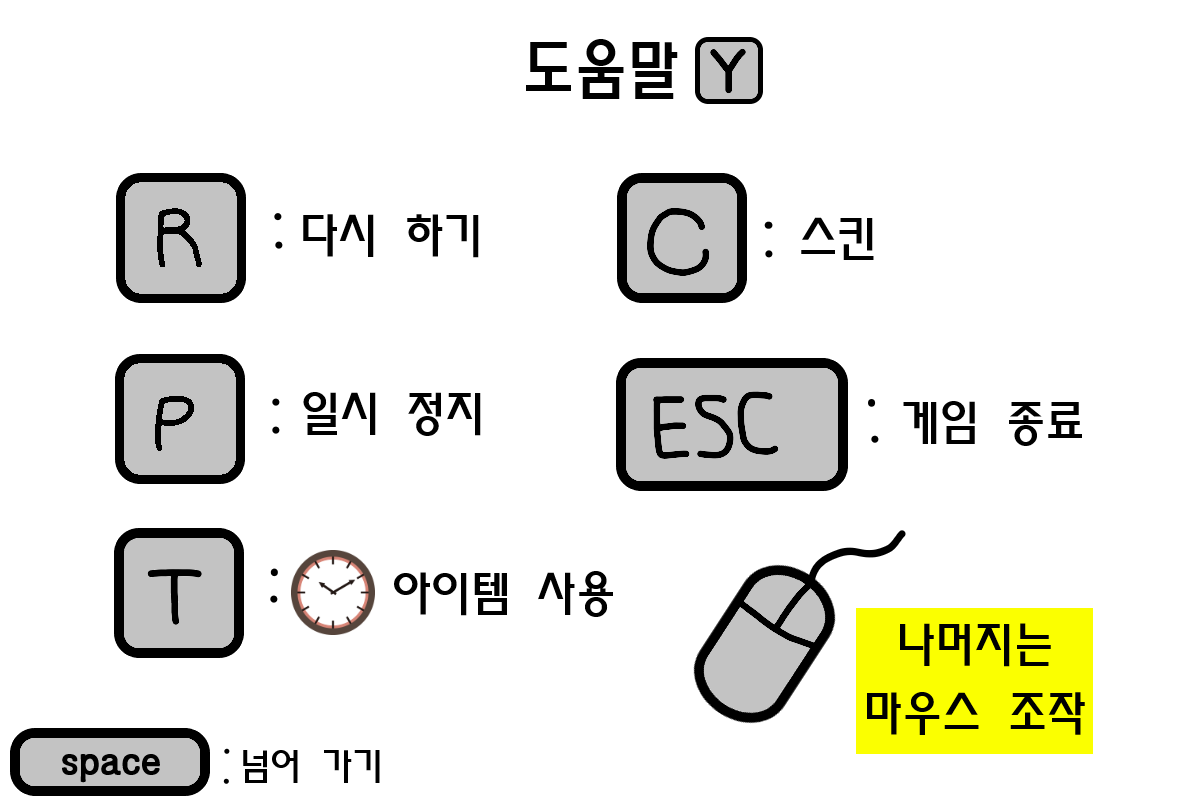 도움말 Y
R : 다시 하기
C : 스킨
P : 일시 정지
ESC : 게임 종료
T : 아이템 사용
나머지는
마우스 조작
space : 넘어 가기